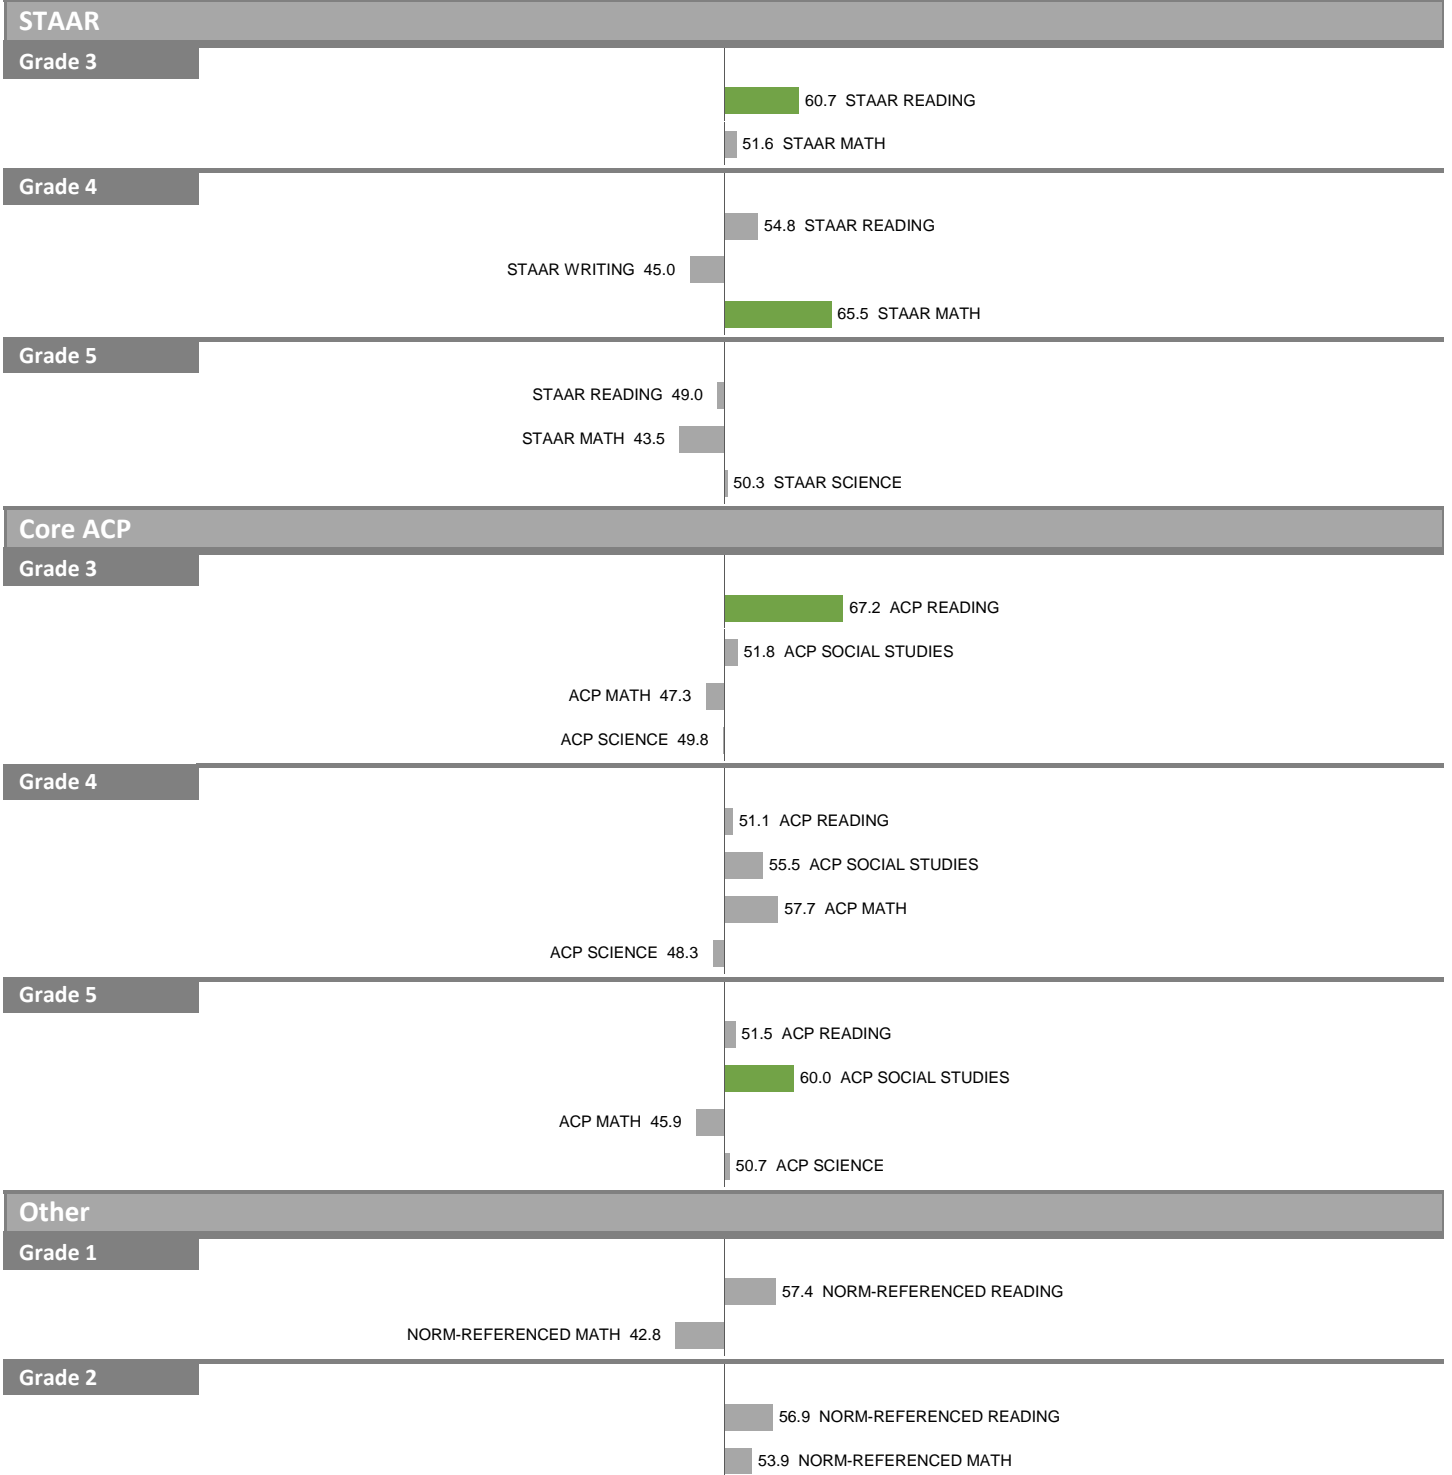 STAAR
Grade 3
60.7 STAAR READING
51.6 STAAR MATH
Grade 4
54.8 STAAR READING
STAAR WRITING 45.0
65.5 STAAR MATH
Grade 5
STAAR READING 49.0
STAAR MATH 43.5
50.3 STAAR SCIENCE
Core ACP
Grade 3
67.2 ACP READING
51.8 ACP SOCIAL STUDIES
ACP MATH 47.3
ACP SCIENCE 49.8
Grade 4
51.1 ACP READING
55.5 ACP SOCIAL STUDIES
57.7 ACP MATH
ACP SCIENCE 48.3
Grade 5
51.5 ACP READING
60.0 ACP SOCIAL STUDIES
ACP MATH 45.9
50.7 ACP SCIENCE
Other
Grade 1
57.4 NORM-REFERENCED READING
NORM-REFERENCED MATH 42.8
Grade 2
56.9 NORM-REFERENCED READING
53.9 NORM-REFERENCED MATH